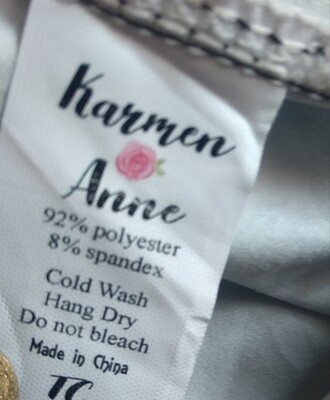 Karmen
Anne
92% polyester
8% spandex
Cold Wash
Hang Dry
Do not bleach
Made in China